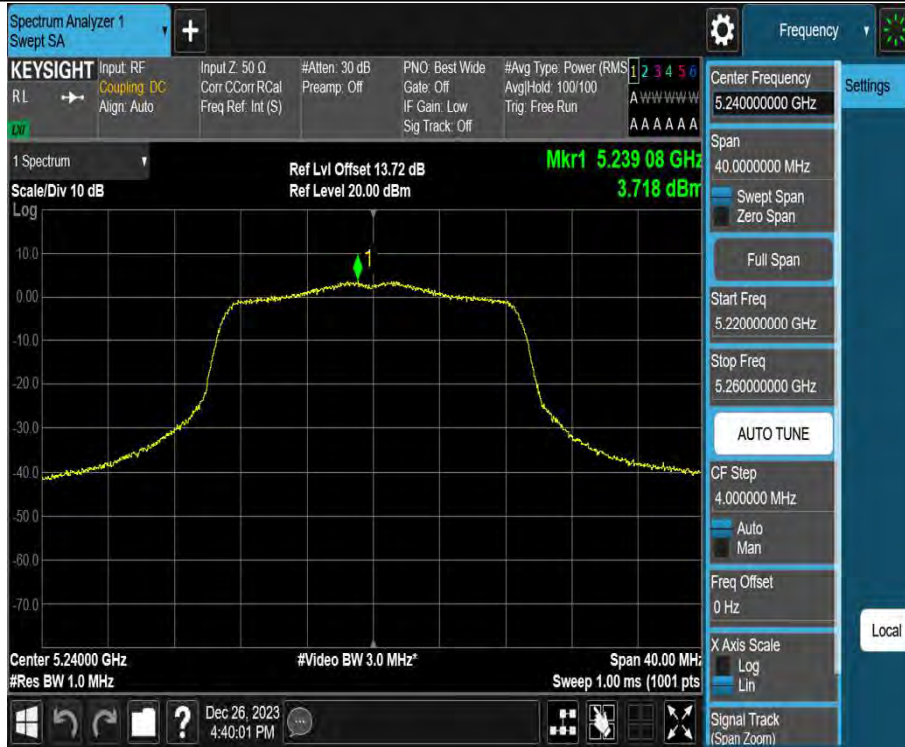 Spectrum Analyzer 1
Swept SA
+
Frequency
KEYSIGHT
RL
LXI
Input: RF
Coupling: DC
Align: Auto
Input Z: 50 Ω
Corr CCorr RCal
Freq Ref: Int (S)
#Atten: 30 dB
Preamp: Off
PNO: Best Wide
Gate: Off
IF Gain: Low
Sig Track: Off
#Avg Type: Power (RMS
Avg|Hold: 100/100
Trig: Free Run
1 2 3 4 5 6
A W W W W W
A A A A A A
1 Spectrum
Scale/Div 10 dB
Log
Ref Lvl Offset 13.72 dB
Ref Level 20.00 dBm
Mkr1 5.239 08 GHz
3.718 dBm
1
10.0
0.00
-10.0
-20.0
-30.0
-40.0
-50.0
-60.0
-70.0
Center 5.24000 GHz
#Res BW 1.0 MHz
#Video BW 3.0 MHz*
Span 40.00 MHz
Sweep 1.00 ms (1001 pts
?
Dec 26, 2023
4:40:01 PM
Center Frequency
5.240000000 GHz
Span
40.0000000 MHz
Swept Span
Zero Span
Full Span
Start Freq
5.220000000 GHz
Stop Freq
5.260000000 GHz
AUTO TUNE
CF Step
4.000000 MHz
Auto
Man
Freq Offset
0 Hz
X Axis Scale
Log
Lin
Signal Track
(Span Zoom)
Settings
Local